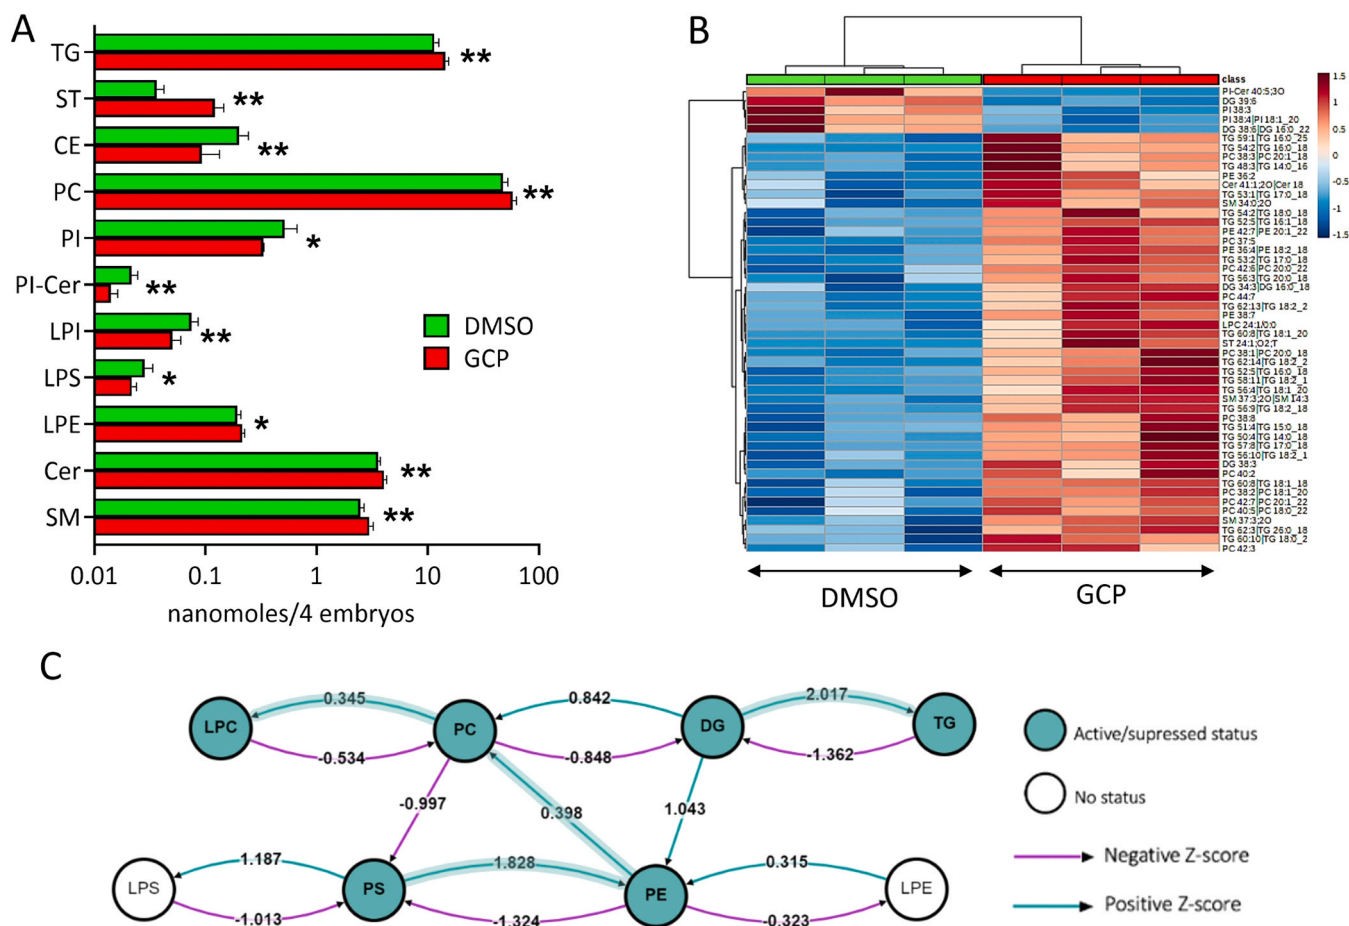 A
TG
ST
CE
PC
PI
PI-Cer
LPI
LPS
LPE
Cer
SM
**
**
**
**
*
**
**
*
*
**
**
DMSO
GCP
0.01 0.1 1 10 100
nanomoles/4 embryos
B
class
PI-Cer 40:5;3O
DG 39:6
PI 38:3
PI 38:4|PI 18:1_20
DG 38:6|DG 16:0_22
TG 59:1|TG 16:0_25
TG 54:2|TG 16:0_18
PC 38:3|PC 20:1_18
TG 48:3|TG 14:0_16
PE 36:2
Cer 41:1;2O|Cer 18
TG 53:1|TG 17:0_18
SM 34:0;2O
TG 54:2|TG 18:0_18
TG 52:5|TG 16:1_18
PE 42:7|PE 20:1_22
PC 37:5
PE 36:4|PE 18:2_18
TG 53:2|TG 17:0_18
PC 42:6|PC 20:0_22
TG 56:3|TG 20:0_18
DG 34:3|DG 16:0_18
PC 44:7
TG 62:13|TG 18:2_2
PE 38:7
LPC 24:1/0:0
TG 60:8|TG 18:1_20
ST 24:1;O2;T
PC 38:1|PC 20:0_18
TG 62:14|TG 18:2_2
TG 52:5|TG 16:0_18
TG 58:11|TG 18:2_1
TG 56:4|TG 18:1_20
SM 37:3;2O|SM 14:3
TG 56:9|TG 18:2_18
PC 38:8
TG 51:4|TG 15:0_18
TG 50:4|TG 14:0_18
TG 57:8|TG 17:0_18
TG 56:10|TG 18:2_1
DG 38:3
PC 40:2
TG 60:8|TG 18:1_18
PC 38:2|PC 18:1_20
PC 42:7|PC 20:1_22
PC 40:5|PC 18:0_22
SM 37:3;2O
TG 62:3|TG 26:0_18
TG 60:10|TG 18:0_2
PC 42:3
1.5
1
0.5
0
-0.5
-1
-1.5
DMSO GCP
C
LPC 0.345 PC 0.842 DG 2.017 TG
-0.534 -0.848 -1.362
-0.997 0.398 1.043
LPS 1.187 PS 1.828 PE 0.315 LPE
-1.013 -1.324 -0.323
Active/supressed status
No status
Negative Z-score
Positive Z-score